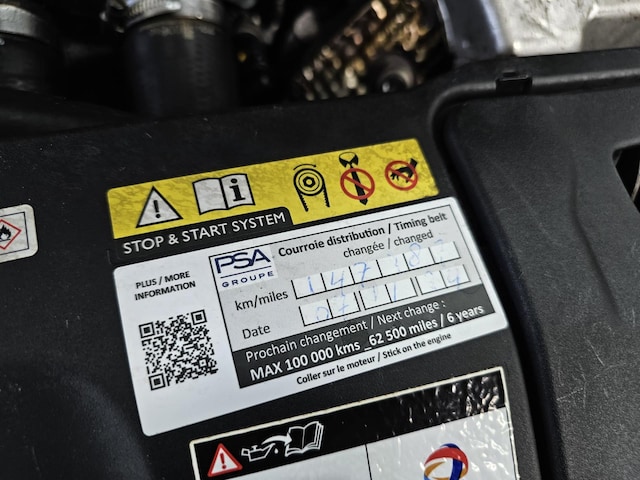 STOP & START SYSTEM
PLUS / MORE
INFORMATION
PSA
GROUPE
Courroie distribution / Timing belt
changée / changed
km/miles 147187
Date 07 11 24
Prochain changement / Next change :
MAX 100 000 kms _62 500 miles / 6 years
Coller sur le moteur / Stick on the engine